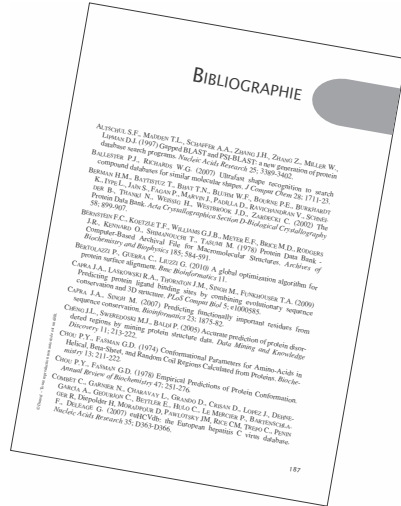 BIBLIOGRAPHIE
ALTSCHUL S.F., MADDEN T.L., SCHAFFER A.A., ZHANG J.H., ZHANG Z., MILLER W.,
LIPMAN D.J. (1997) Gapped BLAST and PSI-BLAST: a new generation of protein
database search programs. Nucleic Acids Research 25: 3389-3402.
BALLESTER P.J., RICHARDS W.G. (2007) Ultrafast shape recognition to search
compound databases for similar molecular shapes. J Comput Chem 28: 1711-23.
BERMAN H.M., BATTISTUZ T., BHAT T.N., BLUHM W.F., BOURNE P.E., BURKHARDT
K., IYPE L., JAIN S., FAGAN P., MARVIN J., PADILLA D., RAVICHANDRAN V., SCHNEI-
DER B., THANKI N., WEISSIG H., WESTBROOK J.D., ZARDECKI C. (2002) The
Protein Data Bank. Acta Crystallographica Section D-Biological Crystallography
58: 899-907.
BERNSTEIN F.C., KOETZLE T.F., WILLIAMS G.J.B., MEYER E.F., BRICE M.D., RODGERS
J.R., KENNARD O., SHIMANOUCHI T., TASUMI M. (1978) Protein Data Bank -
Computer-Based Archival File for Macromolecular Structures. Archives of
Biochemistry and Biophysics 185: 584-591.
BERTOLAZZI P., GUERRA C., LIUZZI G. (2010) A global optimization algorithm for
protein surface alignment. Bmc Bioinformatics 11.
CAPRA J.A., LASKOWSKI R.A., THORNTON J.M., SINGH M., FUNKHOUSER T.A. (2009)
Predicting protein ligand binding sites by combining evolutionary sequence
conservation and 3D structure. PLoS Comput Biol 5: e1000585.
CAPRA J.A., SINGH M. (2007) Predicting functionally important residues from
sequence conservation. Bioinformatics 23: 1875-82.
CHENG J.L., SWEREDOSKI M.J., BALDI P. (2005) Accurate prediction of protein disor-
dered regions by mining protein structure data. Data Mining and Knowledge
Discovery 11: 213-222.
CHOU P.Y., FASMAN G.D. (1974) Conformational Parameters for Amino-Acids in
Helical, Beta-Sheet, and Random Coil Regions Calculated from Proteins. Bioche-
mistry 13: 211-222.
CHOU P.Y., FASMAN G.D. (1978) Empirical Predictions of Protein Conformation.
Annual Review of Biochemistry 47: 251-276.
COMBET C., GARNIER N., CHARAVAY C., GRANDO D., CRISAN D., LOPEZ J., DEHNE-
GARCIA A., GEOURJON C., BETTLER E., HULO C., LE MERCIER P., BARTENSCHLA-
GER R., DIEPOLDER H., MORADPOUR D., PAWLOTSKY JM, RICE CM, TREPO C., PENIN
F., DELEAGE G. (2007) euHCVdb: the European hepatitis C virus database.
Nucleic Acids Research 35: D363-D366.
187